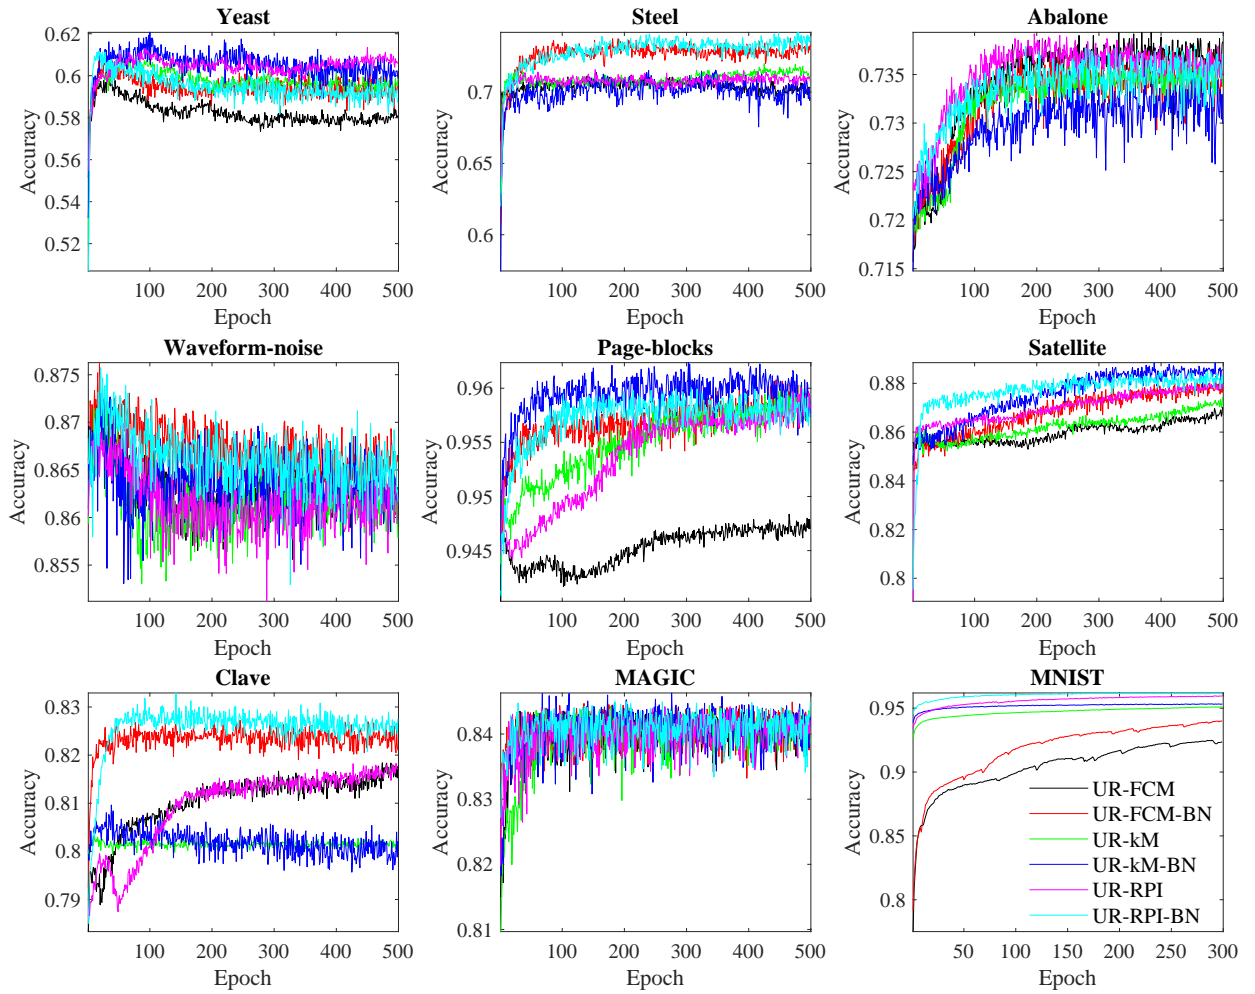 Yeast
0.62
0.6
0.58
0.56
0.54
0.52
Accuracy
100 200 300 400 500
Epoch
Steel
0.7
0.65
0.6
Accuracy
100 200 300 400 500
Epoch
Abalone
0.735
0.73
0.725
0.72
0.715
Accuracy
100 200 300 400 500
Epoch
Waveform-noise
0.875
0.87
0.865
0.86
0.855
Accuracy
100 200 300 400 500
Epoch
Page-blocks
0.96
0.955
0.95
0.945
Accuracy
100 200 300 400 500
Epoch
Satellite
0.88
0.86
0.84
0.82
0.8
Accuracy
100 200 300 400 500
Epoch
Clave
0.83
0.82
0.81
0.8
0.79
Accuracy
100 200 300 400 500
Epoch
MAGIC
0.84
0.83
0.82
0.81
Accuracy
100 200 300 400 500
Epoch
MNIST
0.95
0.9
0.85
0.8
Accuracy
UR-FCM
UR-FCM-BN
UR-kM
UR-kM-BN
UR-RPI
UR-RPI-BN
50 100 150 200 250 300
Epoch